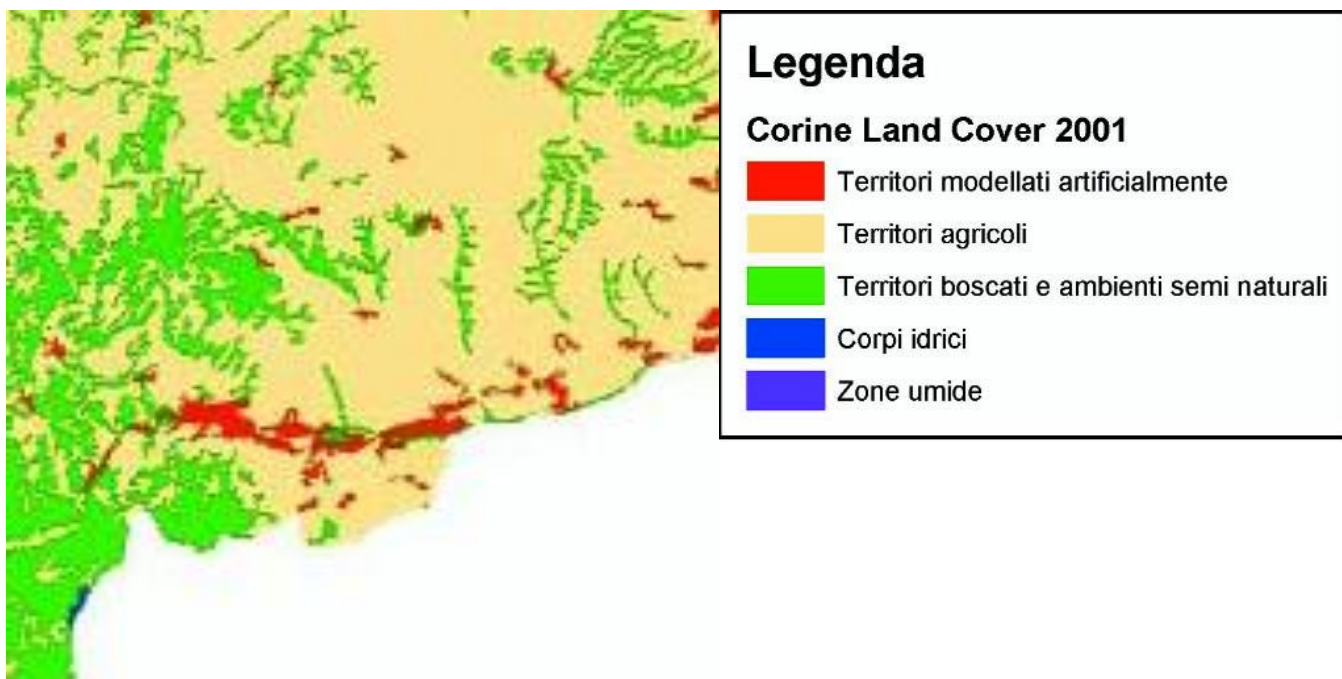 Legenda
Corine Land Cover 2001
Territori modellati artificialmente
Territori agricoli
Territori boscati e ambienti semi naturali
Corpi idrici
Zone umide